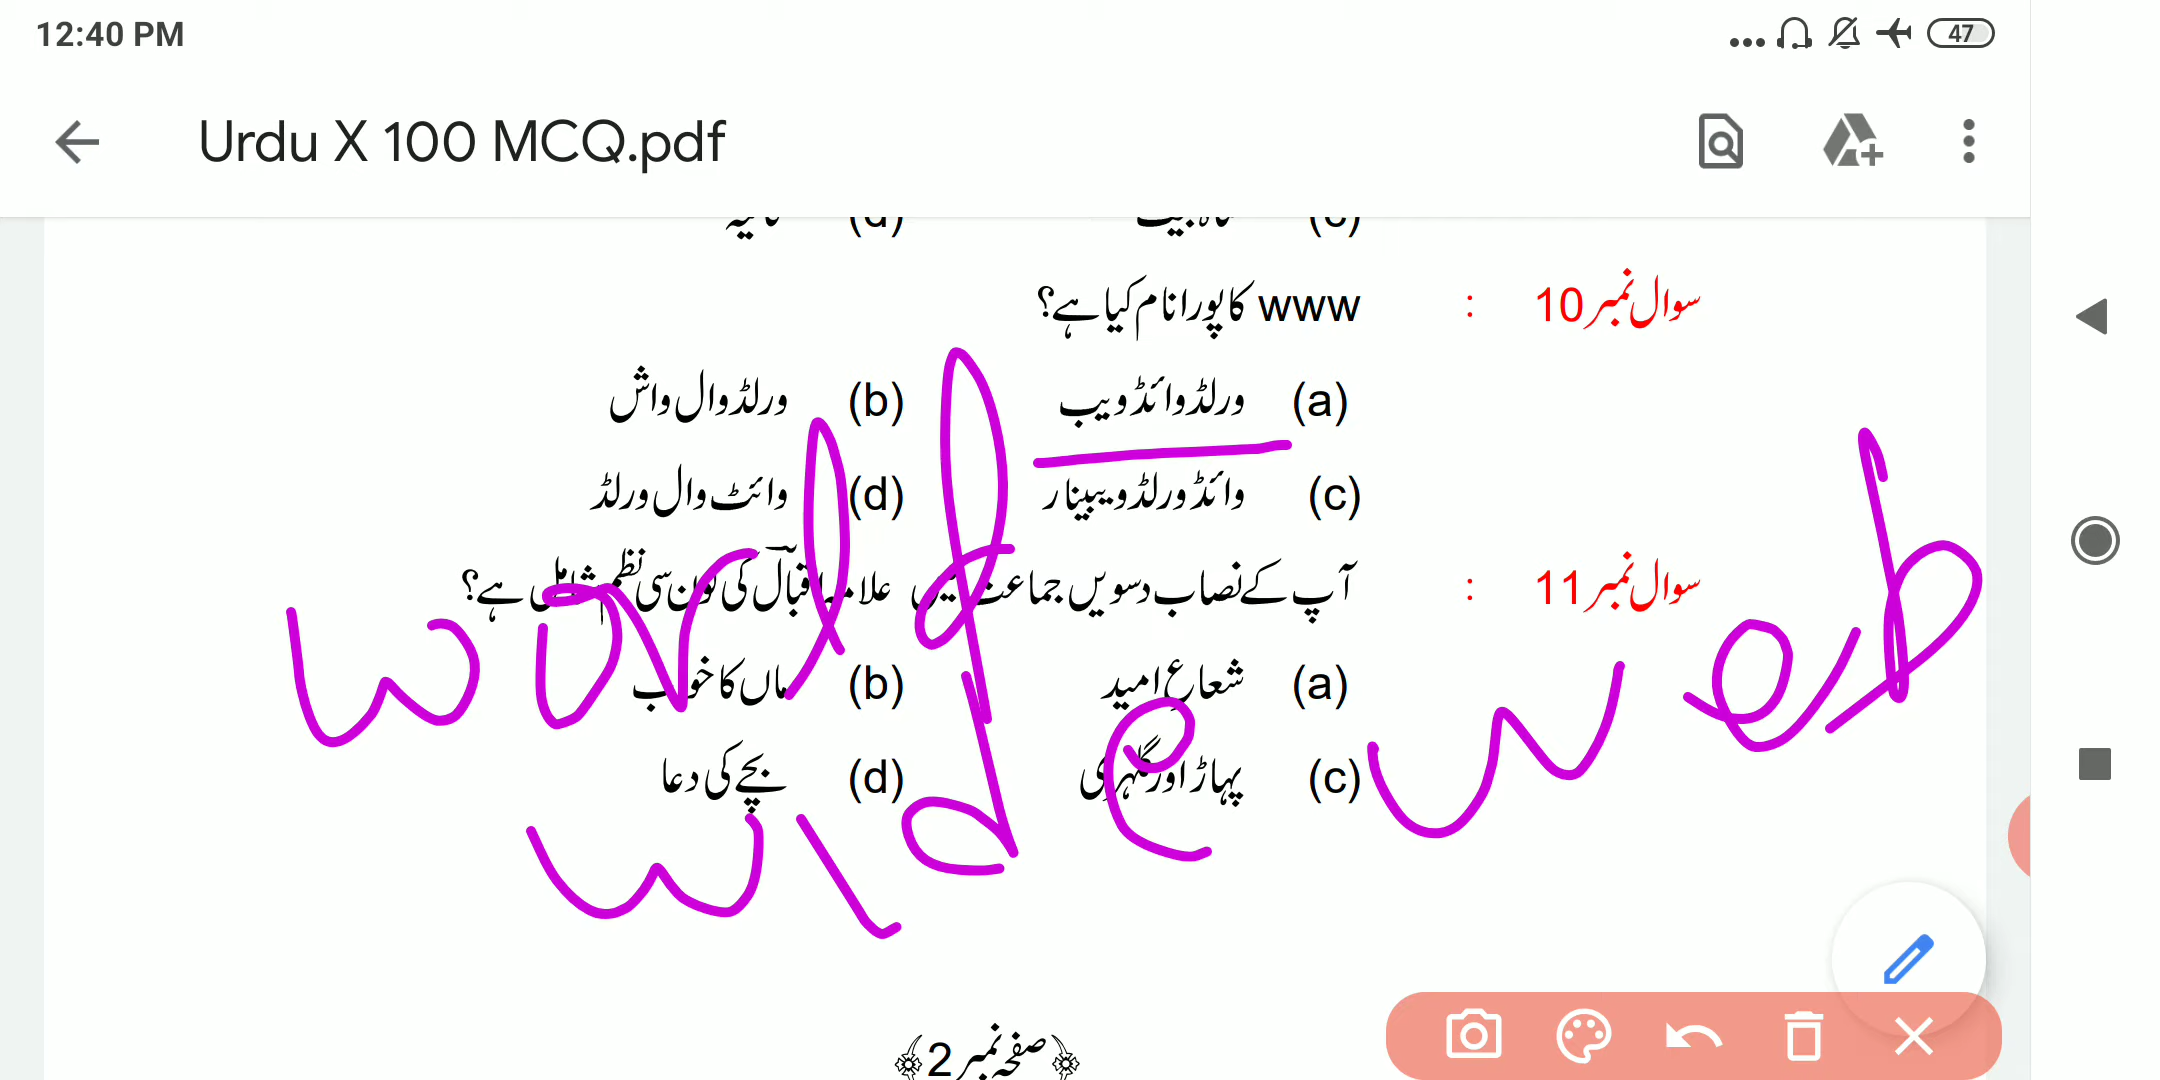 12:40 PM 47
Urdu X 100 MCQ.pdf
(c) (d)
سوال نمبر 10 : www کا پورا نام کیا ہے؟
(a) ورلڈ وائڈ ویب (b) ورلڈ وال واش
(c) وائڈ ورلڈ ویبینار (d) وائٹ وال ورلڈ
سوال نمبر 11 : آپ کے نصاب دسویں جماعت میں علامہ اقبالؔ کی کون سی نظم شامل ہے؟
(a) شعاعِ امید (b) ماں کا خواب
(c) پہاڑ اور گلہری (d) بچے کی دعا
world
wide web
﴿صفحہ نمبر 2﴾